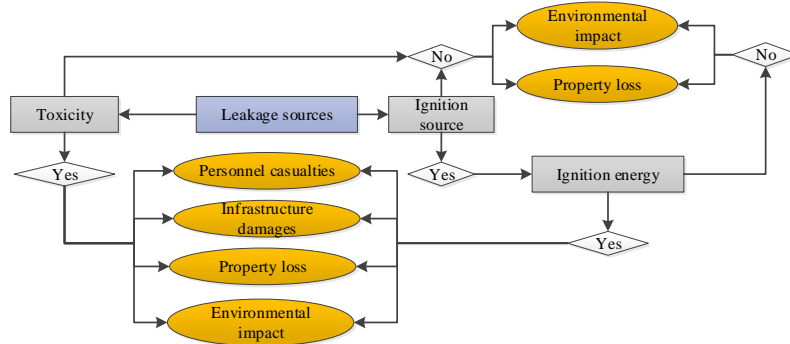 Environmental
impact
No
No
Property loss
Toxicity
Leakage sources
Ignition
source
Yes
Personnel casualties
Yes
Ignition energy
Infrastructure
damages
Yes
Property loss
Environmental
impact